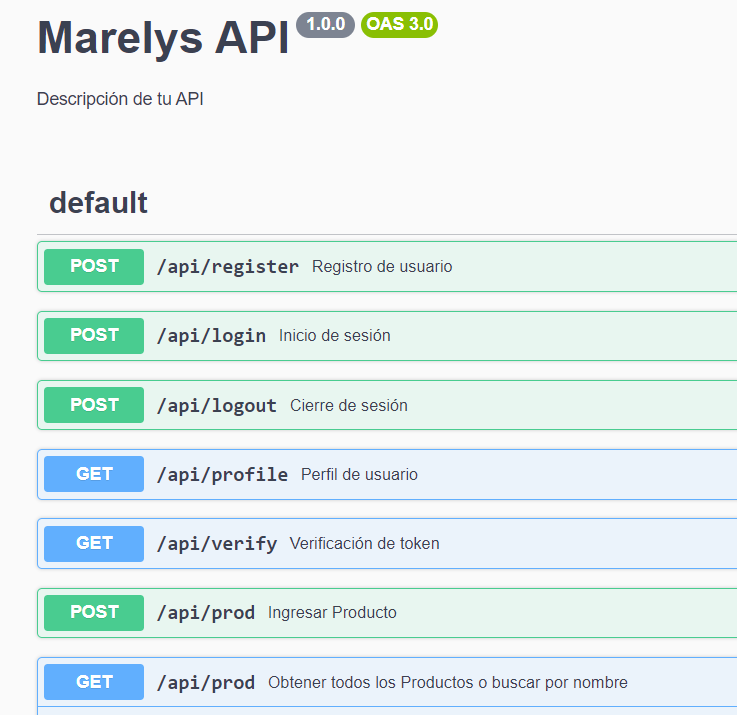 Marelys API 1.0.0 OAS 3.0
Descripción de tu API
default
POST /api/register Registro de usuario
POST /api/login Inicio de sesión
POST /api/logout Cierre de sesión
GET /api/profile Perfil de usuario
GET /api/verify Verificación de token
POST /api/prod Ingresar Producto
GET /api/prod Obtener todos los Productos o buscar por nombre